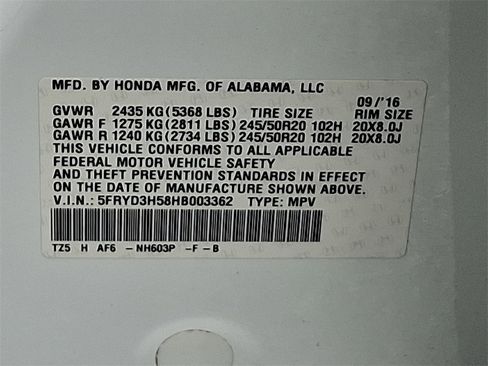 MFD. BY HONDA MFG. OF ALABAMA, LLC
09/'16
GVWR 2435 KG(5368 LBS) TIRE SIZE RIM SIZE
GAWR F 1275 KG(2811 LBS) 245/50R20 102H 20X8.0J
GAWR R 1240 KG(2734 LBS) 245/50R20 102H 20X8.0J
THIS VEHICLE CONFORMS TO ALL APPLICABLE
FEDERAL MOTOR VEHICLE SAFETY
AND THEFT PREVENTION STANDARDS IN EFFECT
ON THE DATE OF MANUFACTURE SHOWN ABOVE.
V.I.N.: 5FRYD3H58HB003362 TYPE: MPV
TZ5 H AF6 - NH603P -F - B